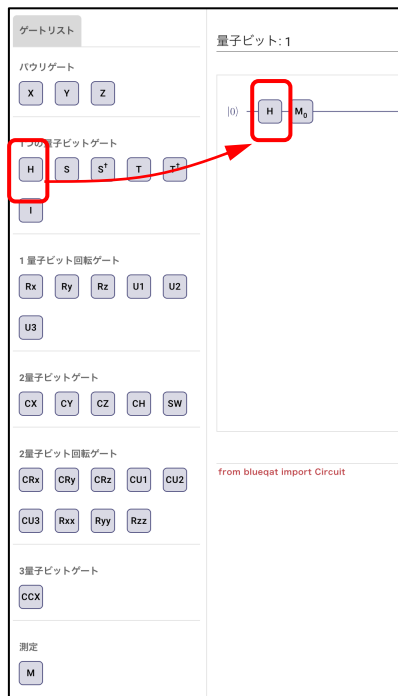 ゲートリスト
パウリゲート
X Y Z
1つの量子ビットゲート
H S S† T T†
I
1 量子ビット回転ゲート
Rx Ry Rz U1 U2
U3
2量子ビットゲート
CX CY CZ CH SW
2量子ビット回転ゲート
CRx CRy CRz CU1 CU2
CU3 Rxx Ryy Rzz
3量子ビットゲート
CCX
測定
M
量子ビット: 1
|0⟩ H M₀
from blueqat import Circuit